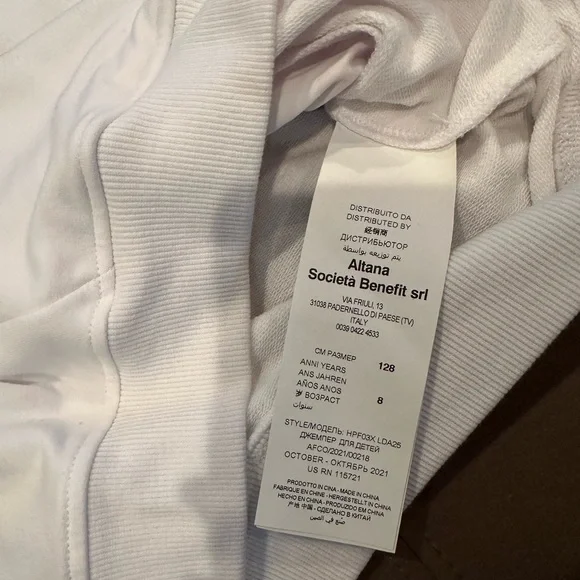 DISTRIBUITO DA
DISTRIBUTED BY
经销商
ДИСТРИБЬЮТОР
يتم توزيعه بواسطة
Altana
Società Benefit srl
VIA FRIULI, 13
31038 PADERNELLO DI PAESE (TV)
ITALY
0039 0422 4533
CM PA3MEP 128
ANNI YEARS
ANS JAHREN
AÑOS ANOS 8
岁 ВОЗРАСТ
سنوات
STYLE/МОДЕЛЬ: HPF03X LDA25
ДЖЕМПЕР ДЛЯ ДЕТЕЙ
AFCO/2021/00218
OCTOBER - ОКТЯБРЬ 2021
US RN 115721
PRODOTTO IN CINA - MADE IN CHINA
FABRIQUE EN CHINE - HERGESTELLT IN CHINA
HECHO EN CHINA - PRODUZIDO EM CHINA
产地 中国 - СДЕЛАНО В КИТАЙ
صنع في الصين